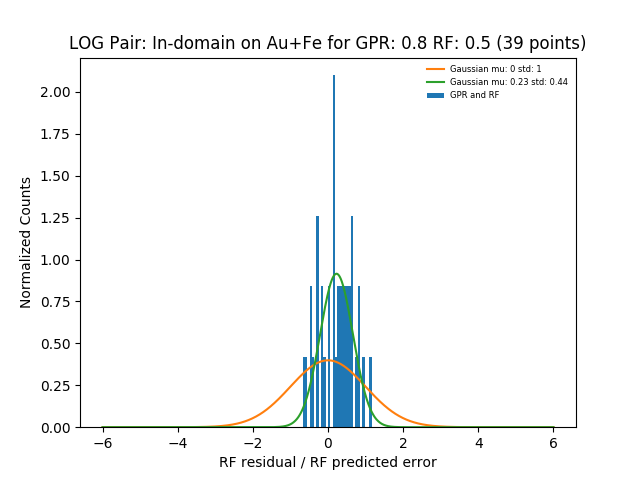 LOG Pair: In-domain on Au+Fe for GPR: 0.8 RF: 0.5 (39 points)
Gaussian mu: 0 std: 1
Gaussian mu: 0.23 std: 0.44
GPR and RF
Normalized Counts
2.00
1.75
1.50
1.25
1.00
0.75
0.50
0.25
0.00
−6
−4
−2
0
2
4
6
RF residual / RF predicted error